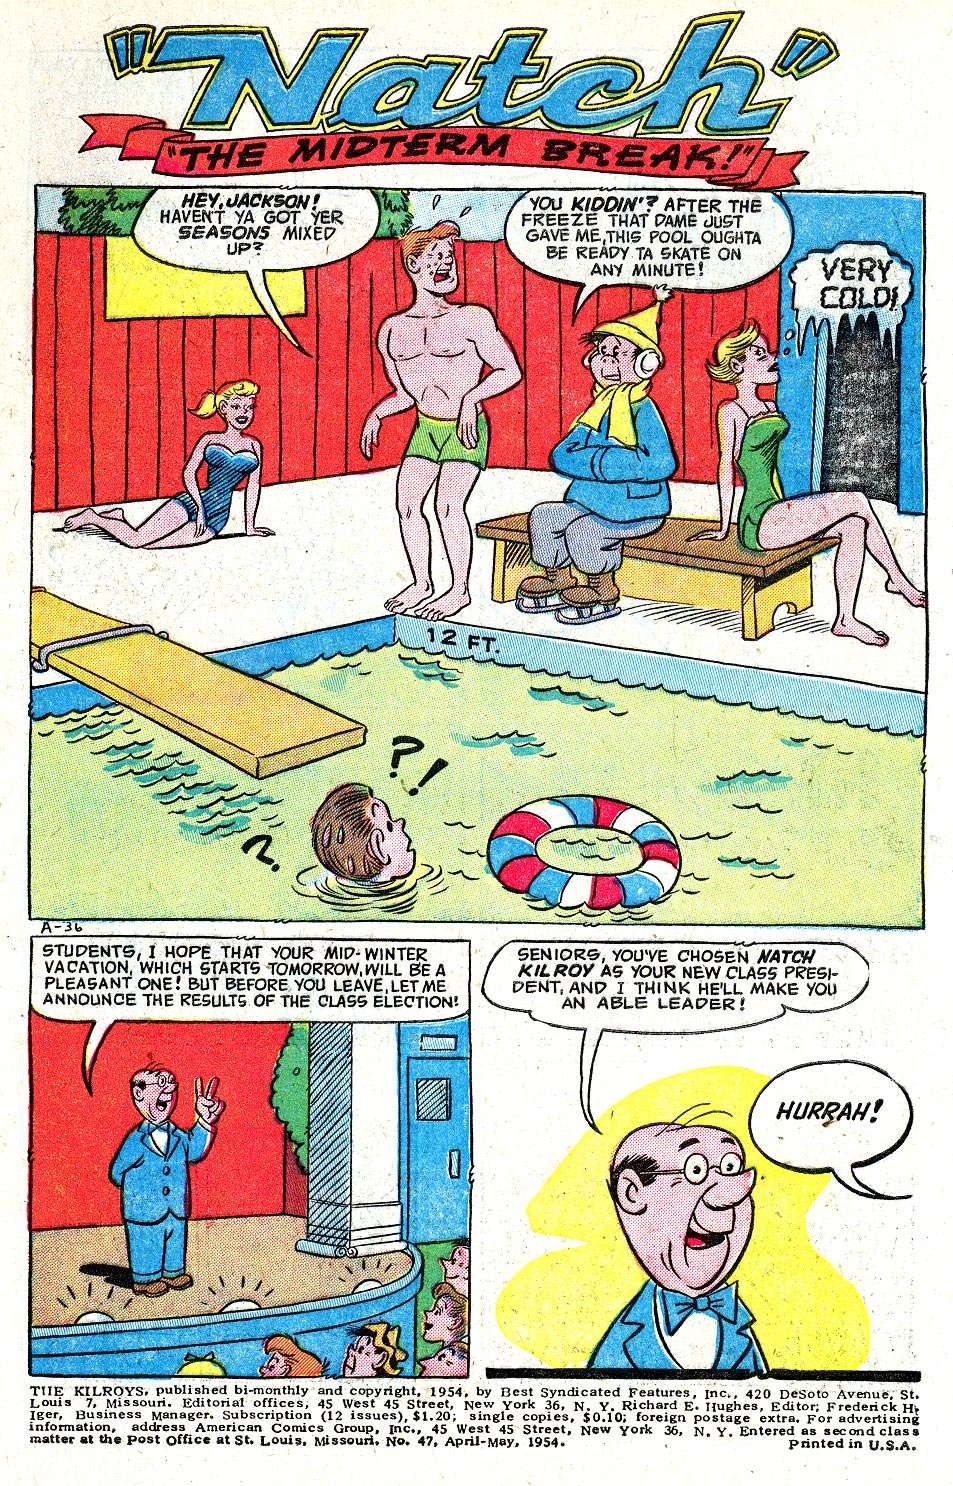 "Natch"
"THE MIDTERM BREAK!"
HEY, JACKSON!
HAVEN'T YA GOT YER
SEASONS MIXED
UP?
YOU KIDDIN'? AFTER THE
FREEZE THAT DAME JUST
GAVE ME, THIS POOL OUGHTA
BE READY TA SKATE ON
ANY MINUTE!
VERY
COLD!
12 FT.
?
?!
A-36
STUDENTS, I HOPE THAT YOUR MID-WINTER
VACATION, WHICH STARTS TOMORROW, WILL BE A
PLEASANT ONE! BUT BEFORE YOU LEAVE, LET ME
ANNOUNCE THE RESULTS OF THE CLASS ELECTION!
SENIORS, YOU'VE CHOSEN NATCH
KILROY AS YOUR NEW CLASS PRESI-
DENT, AND I THINK HE'LL MAKE YOU
AN ABLE LEADER!
HURRAH!
THE KILROYS, published bi-monthly and copyright, 1954, by Best Syndicated Features, Inc., 420 DeSoto Avenue, St.
Louis 7, Missouri. Editorial offices, 45 West 45 Street, New York 36, N. Y. Richard E. Hughes, Editor; Frederick H.
Iger, Business Manager. Subscription (12 issues), $1.20; single copies, $0.10; foreign postage extra. For advertising
information, address American Comics Group, Inc., 45 West 45 Street, New York 36, N. Y. Entered as second class
matter at the Post Office at St. Louis, Missouri. No. 47, April-May, 1954.
Printed in U.S.A.